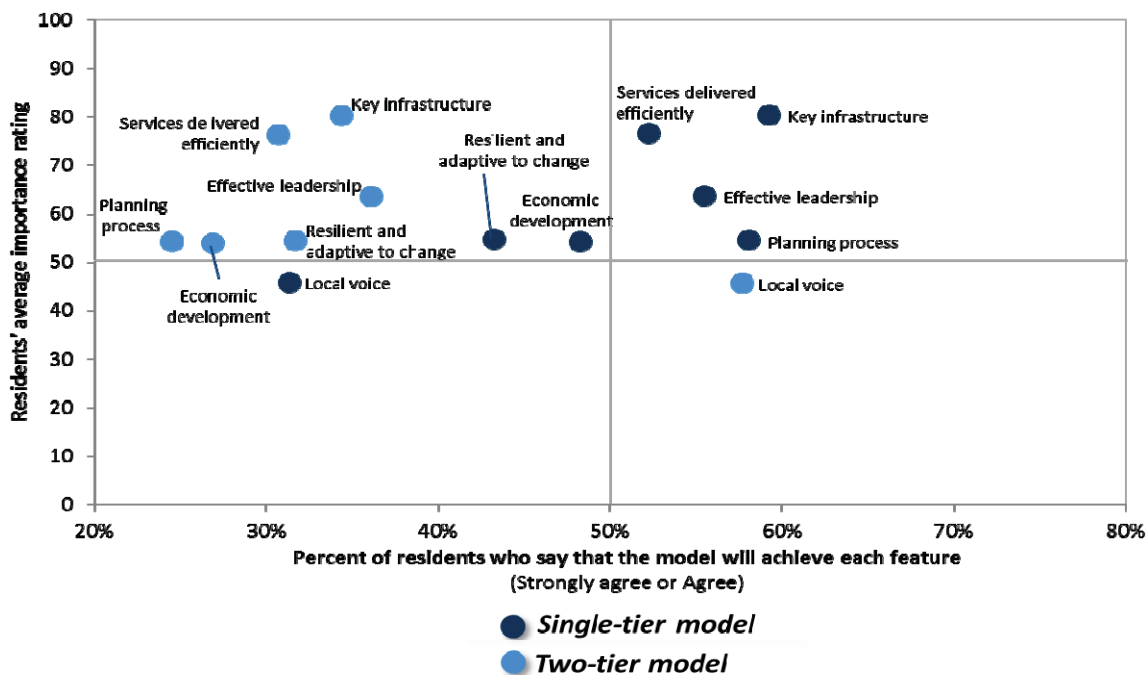 Residents' average importance rating
100
90
80
70
60
50
40
30
20
10
0
Key infrastructure
Services delivered
efficiently
Effective leadership
Planning
process
Resilient and
adaptive to change
Economic
development
Local voice
Resilient and
adaptive to change
Economic
development
Services delivered
efficiently
Key infrastructure
Effective leadership
Planning process
Local voice
20%
30%
40%
50%
60%
70%
80%
Percent of residents who say that the model will achieve each feature
(Strongly agree or Agree)
Single-tier model
Two-tier model